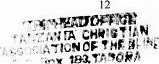 12
HEAD OFFICE
TANZANIA CHRISTIAN
ASSOCIATION OF THE BLIND
Box 183, TABORA